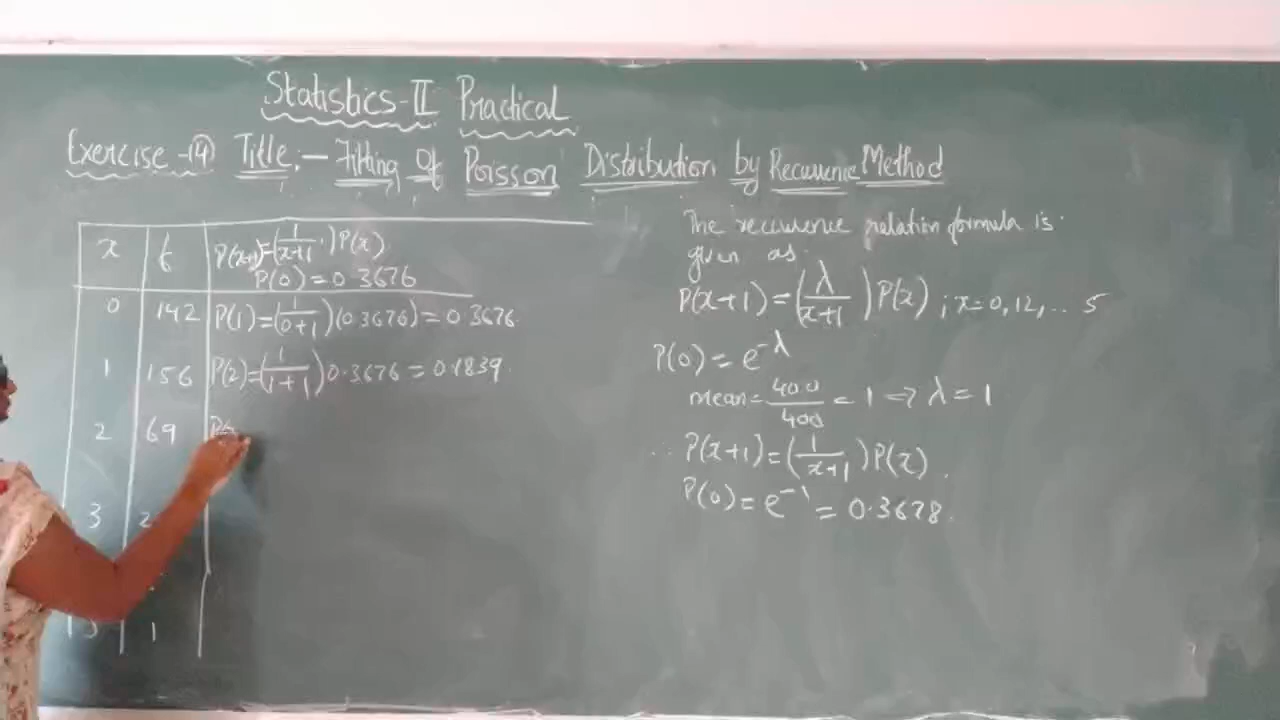 Statistics-II Practical
Exercise-14 Title:- Fitting of Poisson Distribution by Recurrence Method
x f P(x+1)=(1/x+1)P(x)
P(0)=0.3676
0 142 P(1)=(1/0+1)(0.3676)=0.3676
1 156 P(2)=(1/1+1)0.3676=0.1839
2 69
3 2
1
The recurrence relation formula is
given as
P(x+1)=(λ/x+1)P(x) ; x=0,12,... 5
P(0)=e^-λ
mean=400/400=1 => λ=1
∴ P(x+1)=(1/x+1)P(x).
P(0)=e^-1=0.3678.